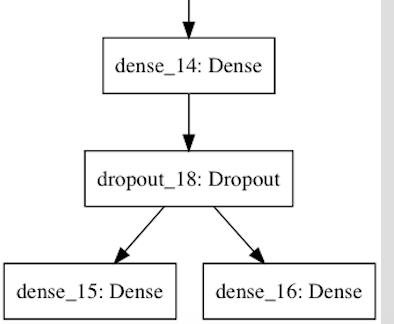 dense_14: Dense
dropout_18: Dropout
dense_15: Dense
dense_16: Dense